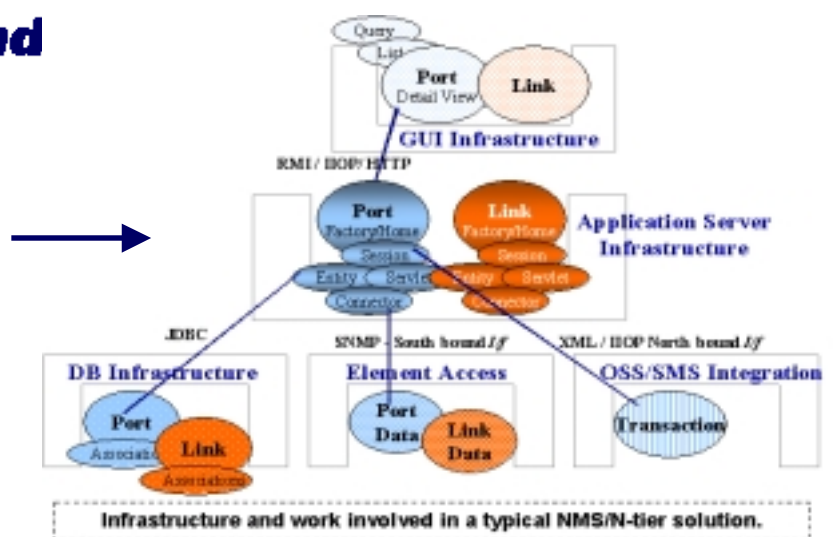 nd
Query
List
Port
Detail View
Link
GUI Infrastructure
RMI / IIOP/ HTTP
Port
Factory/Home
Session
Entity
Servlet
Connector
Link
Factory/Home
Session
Entity
Servlet
Connector
Application Server
Infrastructure
JDBC
SNMP - South bound I/f
XML / IIOP North bound I/f
DB Infrastructure
Port
Link
Associations
Element Access
Port
Data
Link
Data
OSS/SMS Integration
Transaction
Infrastructure and work involved in a typical NMS/N-tier solution.